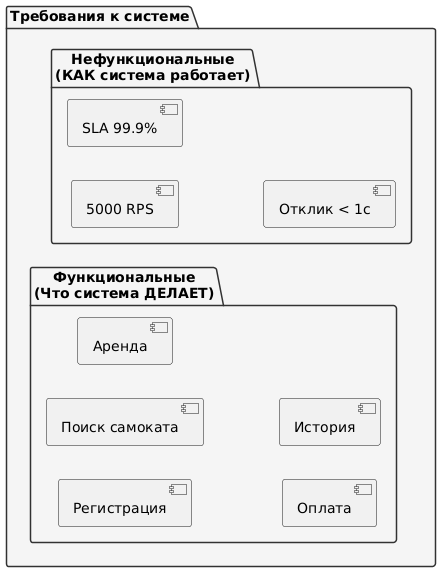 Требования к системе
Нефункциональные
(КАК система работает)
SLA 99.9%
5000 RPS
Отклик < 1с
Функциональные
(Что система ДЕЛАЕТ)
Аренда
Поиск самоката
История
Регистрация
Оплата